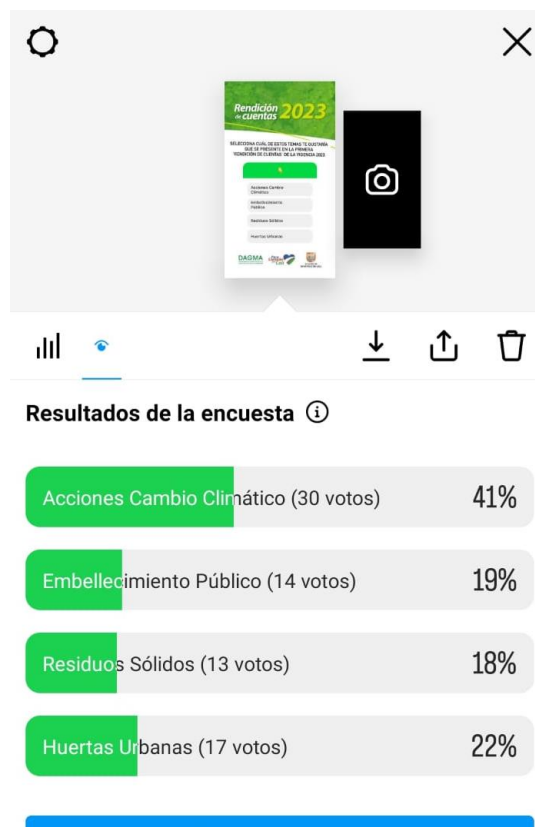 Rendición
de cuentas 2023
SELECCIONA CUÁL DE ESTOS TEMAS TE GUSTARÍA
QUE SE PRESENTE EN LA PRIMERA
"RENDICIÓN DE CUENTAS" DE LA VIGENCIA 2023
Acciones Cambio
Climático
Embellecimiento
Público
Residuos Sólidos
Huertas Urbanas
DAGMA
Resultados de la encuesta
Acciones Cambio Climático (30 votos) 41%
Embellecimiento Público (14 votos) 19%
Residuos Sólidos (13 votos) 18%
Huertas Urbanas (17 votos) 22%